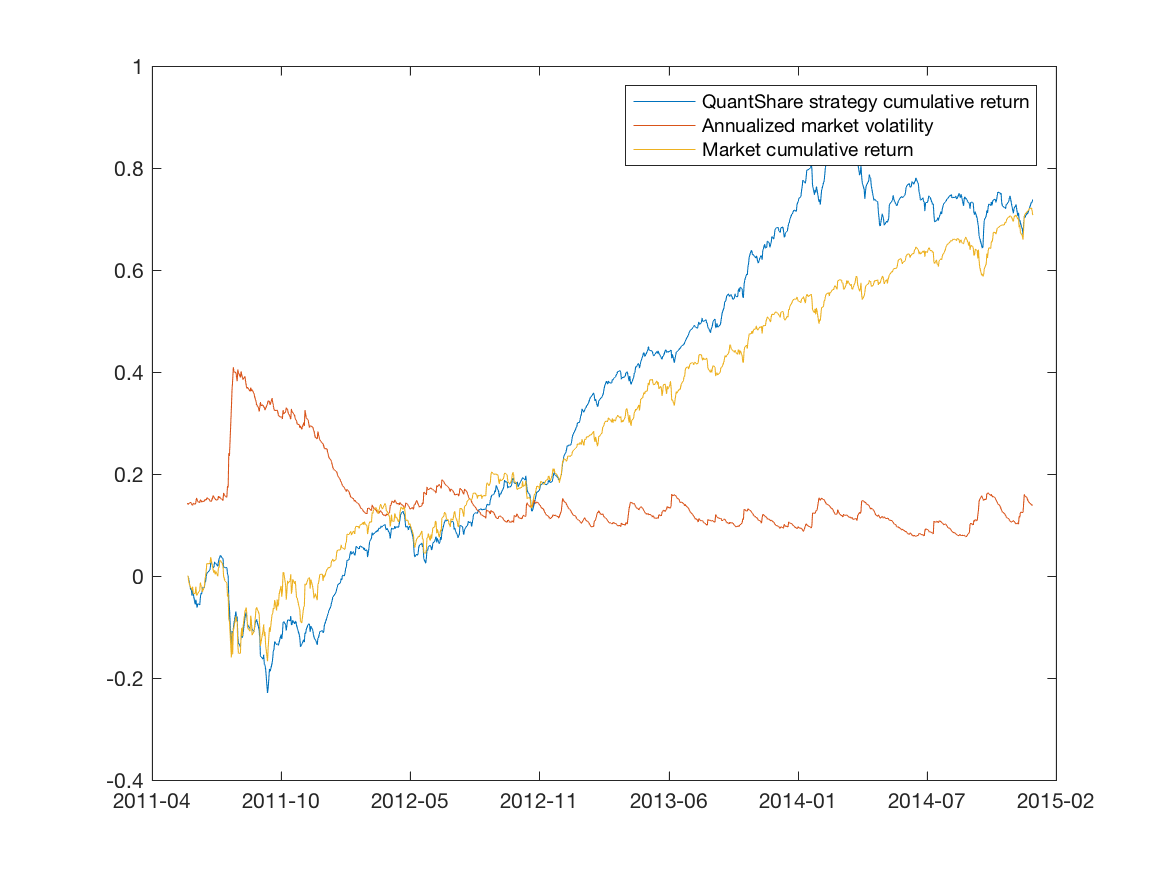 1
QuantShare strategy cumulative return
Annualized market volatility
Market cumulative return
0.8
0.6
0.4
0.2
0
-0.2
-0.4
2011-04 2011-10 2012-05 2012-11 2013-06 2014-01 2014-07 2015-02